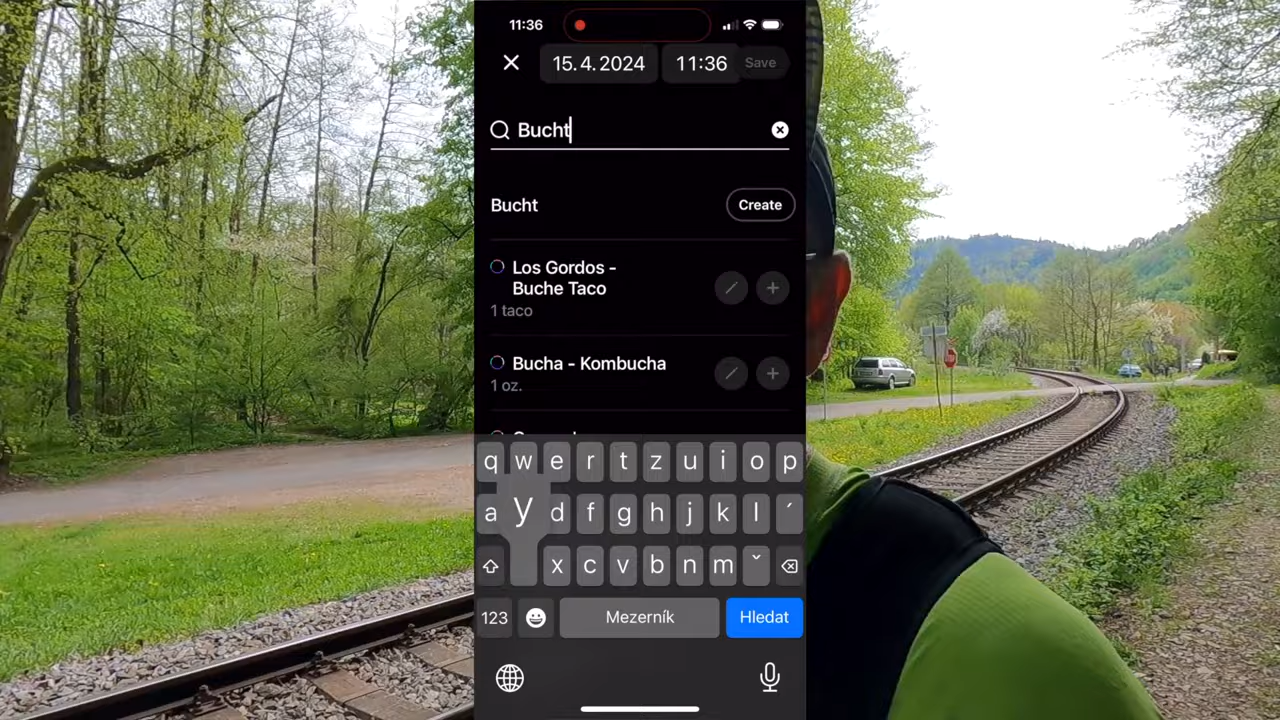 11:36
15. 4. 2024 11:36 Save
Bucht
Bucht Create
Los Gordos -
Buche Taco
1 taco
Bucha - Kombucha
1 oz.
q w e r t z u i o p
a y d f g h j k l ´
x c v b n m ˇ
123 Mezerník Hledat